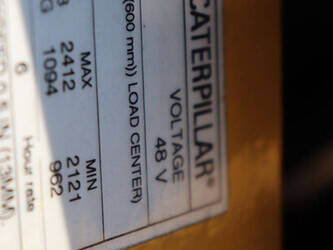 CATERPILLAR®
VOLTAGE
48 V
(600 mm)) LOAD CENTER)
MAX MIN
2412 2121
1094 962
6
Hour rate